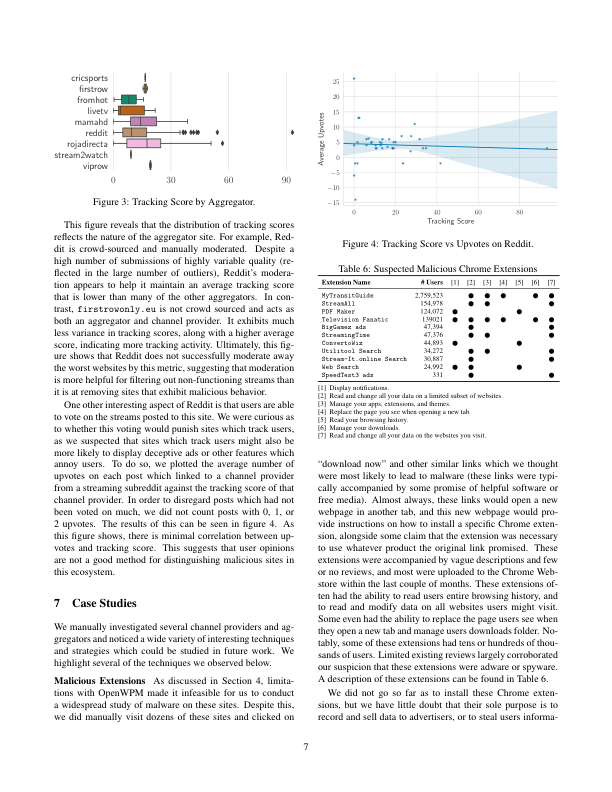 cricsports
firstrow
fromhot
livetv
mamahd
reddit
rojadirecta
stream2watch
viprow
0 30 60 90
Figure 3: Tracking Score by Aggregator.
This figure reveals that the distribution of tracking scores
reflects the nature of the aggregator site. For example, Red-
dit is crowd-sourced and manually moderated. Despite a
high number of submissions of highly variable quality (re-
flected in the large number of outliers), Reddit's modera-
tion appears to help it maintain an average tracking score
that is lower than many of the other aggregators. In con-
trast, firstrowonly.eu is not crowd sourced and acts as
both an aggregator and channel provider. It exhibits much
less variance in tracking scores, along with a higher average
score, indicating more tracking activity. Ultimately, this fig-
ure shows that Reddit does not successfully moderate away
the worst websites by this metric, suggesting that moderation
is more helpful for filtering out non-functioning streams than
it is at removing sites that exhibit malicious behavior.
One other interesting aspect of Reddit is that users are able
to vote on the streams posted to this site. We were curious as
to whether this voting would punish sites which track users,
as we suspected that sites which track users might also be
more likely to display deceptive ads or other features which
annoy users. To do so, we plotted the average number of
upvotes on each post which linked to a channel provider
from a streaming subreddit against the tracking score of that
channel provider. In order to disregard posts which had not
been voted on much, we did not count posts with 0, 1, or
2 upvotes. The results of this can be seen in figure 4. As
this figure shows, there is minimal correlation between up-
votes and tracking score. This suggests that user opinions
are not a good method for distinguishing malicious sites in
this ecosystem.
7 Case Studies
We manually investigated several channel providers and ag-
gregators and noticed a wide variety of interesting techniques
and strategies which could be studied in future work. We
highlight several of the techniques we observed below.
Malicious Extensions As discussed in Section 4, limita-
tions with OpenWPM made it infeasible for us to conduct
a widespread study of malware on these sites. Despite this,
we did manually visit dozens of these sites and clicked on
25
20
15
10
5
0
−5
−10
−15
Average Upvotes
0 20 40 60 80
Tracking Score
Figure 4: Tracking Score vs Upvotes on Reddit.
Table 6: Suspected Malicious Chrome Extensions
Extension Name # Users [1] [2] [3] [4] [5] [6] [7]
MyTransitGuide 2,759,523 ● ● ● ● ●
StreamAll 154,978 ● ● ●
PDF Maker 124,072 ● ●
Television Fanatic 139021 ● ● ● ● ● ●
BigGamez ads 47,394 ● ●
StreamingTime 47,376 ● ● ●
ConvertoWiz 44,893 ● ●
Utilitool Search 34,272 ● ● ●
Stream-It.online Search 30,887 ● ●
Web Search 24,992 ● ● ●
SpeedTest3 ads 331 ● ●
[1] Display notifications.
[2] Read and change all your data on a limited subset of websites.
[3] Manage your apps, extensions, and themes.
[4] Replace the page you see when opening a new tab.
[5] Read your browsing history.
[6] Manage your downloads.
[7] Read and change all your data on the websites you visit.
“download now” and other similar links which we thought
were most likely to lead to malware (these links were typi-
cally accompanied by some promise of helpful software or
free media). Almost always, these links would open a new
webpage in another tab, and this new webpage would pro-
vide instructions on how to install a specific Chrome exten-
sion, alongside some claim that the extension was necessary
to use whatever product the original link promised. These
extensions were accompanied by vague descriptions and few
or no reviews, and most were uploaded to the Chrome Web-
store within the last couple of months. These extensions of-
ten had the ability to read users entire browsing history, and
to read and modify data on all websites users might visit.
Some even had the ability to replace the page users see when
they open a new tab and manage users downloads folder. No-
tably, some of these extensions had tens or hundreds of thou-
sands of users. Limited existing reviews largely corroborated
our suspicion that these extensions were adware or spyware.
A description of these extensions can be found in Table 6.
We did not go so far as to install these Chrome exten-
sions, but we have little doubt that their sole purpose is to
record and sell data to advertisers, or to steal users informa-
7